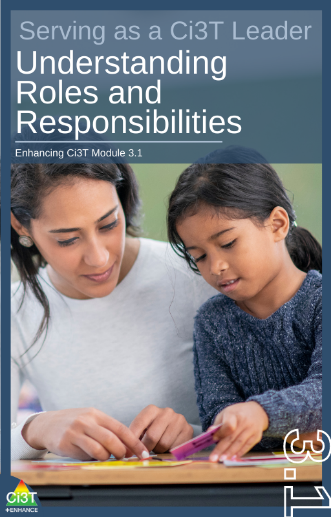 Serving as a Ci3T Leader
Understanding
Roles and
Responsibilities
Enhancing Ci3T Module 3.1
Ci3T
+ENHANCE
3.1